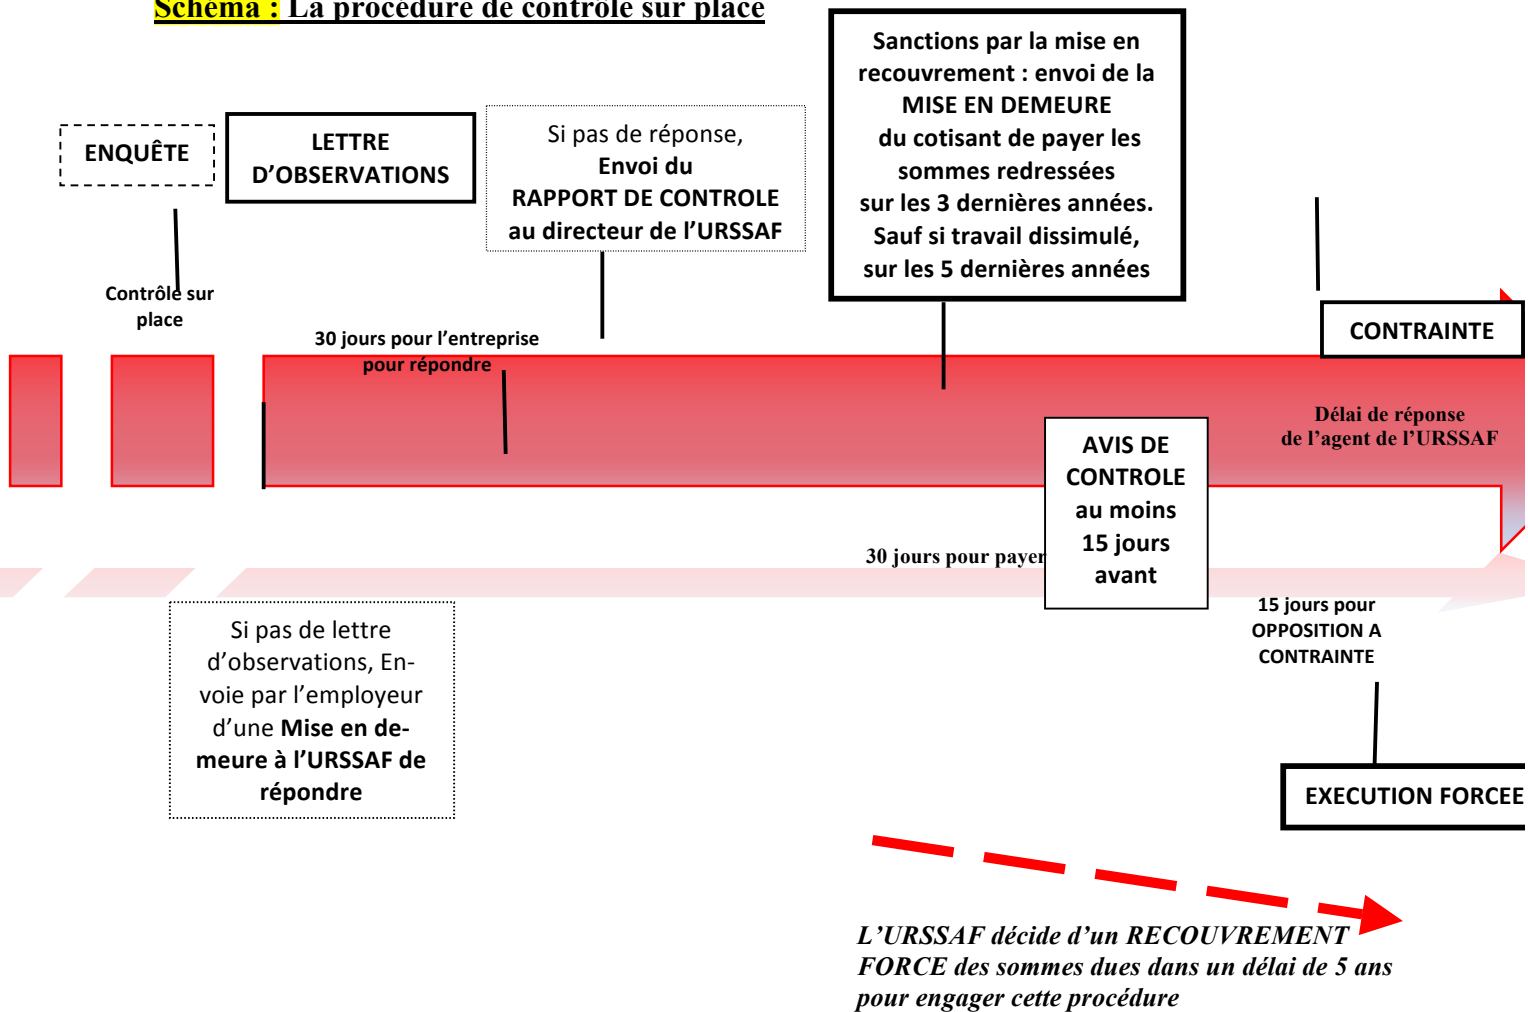 Schéma : La procédure de contrôle sur place
ENQUÊTE
LETTRE
D’OBSERVATIONS
Si pas de réponse,
Envoi du
RAPPORT DE CONTROLE
au directeur de l’URSSAF
Sanctions par la mise en
recouvrement : envoi de la
MISE EN DEMEURE
du cotisant de payer les
sommes redressées
sur les 3 dernières années.
Sauf si travail dissimulé,
sur les 5 dernières années
Contrôle sur
place
30 jours pour l’entreprise
pour répondre
CONTRAINTE
Délai de réponse
de l’agent de l’URSSAF
AVIS DE
CONTROLE
au moins
15 jours
avant
30 jours pour payer
Si pas de lettre
d’observations, En-
voie par l’employeur
d’une Mise en de-
meure à l’URSSAF de
répondre
15 jours pour
OPPOSITION A
CONTRAINTE
EXECUTION FORCEE
L’URSSAF décide d’un RECOUVREMENT
FORCE des sommes dues dans un délai de 5 ans
pour engager cette procédure